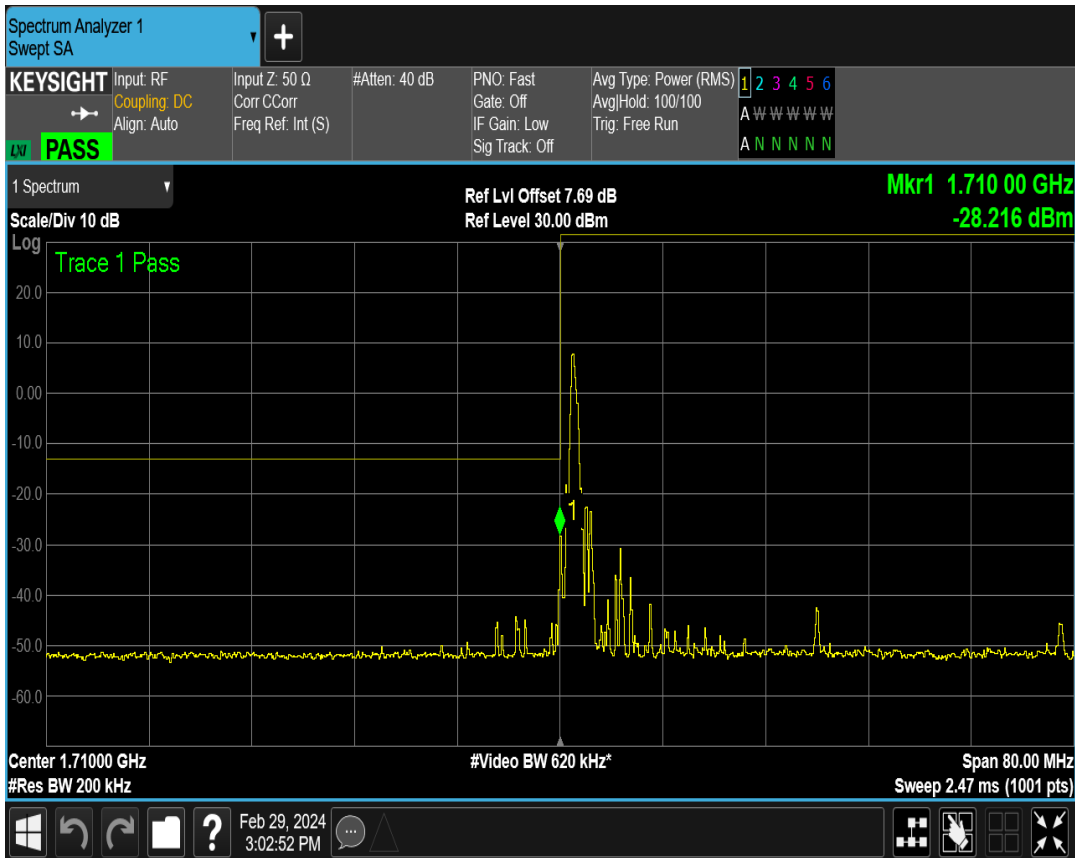 Spectrum Analyzer 1
Swept SA
+
KEYSIGHT
LXI PASS
Input: RF
Coupling: DC
Align: Auto
Input Z: 50 Ω
Corr CCorr
Freq Ref: Int (S)
#Atten: 40 dB
PNO: Fast
Gate: Off
IF Gain: Low
Sig Track: Off
Avg Type: Power (RMS)
Avg|Hold: 100/100
Trig: Free Run
1 2 3 4 5 6
A W W W W W
A N N N N N
1 Spectrum
Scale/Div 10 dB
Ref Lvl Offset 7.69 dB
Ref Level 30.00 dBm
Mkr1 1.710 00 GHz
-28.216 dBm
Log
Trace 1 Pass
20.0
10.0
0.00
-10.0
-20.0
1
-30.0
-40.0
-50.0
-60.0
Center 1.71000 GHz
#Res BW 200 kHz
#Video BW 620 kHz*
Span 80.00 MHz
Sweep 2.47 ms (1001 pts)
?
Feb 29, 2024
3:02:52 PM